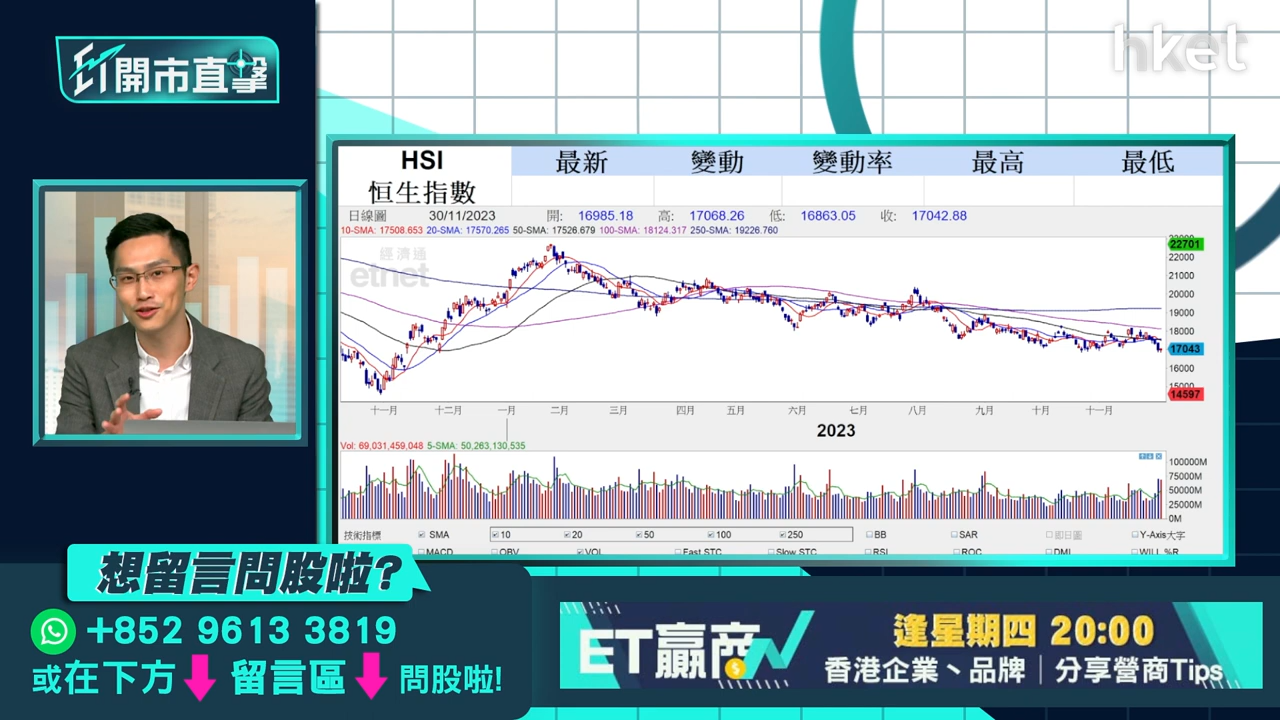 ET開市直擊
hket
HSI 最新 變動 變動率 最高 最低
恒生指數
日線圖 30/11/2023 開: 16985.18 高: 17068.26 低: 16863.05 收: 17042.88
10-SMA: 17508.653 20-SMA: 17570.265 50-SMA: 17526.679 100-SMA: 18124.317 250-SMA: 19226.760
經濟通
etnet
22701
22000
21000
20000
19000
18000
17043
16000
15000
14597
十一月 十二月 一月 二月 三月 四月 五月 六月 七月 八月 九月 十月 十一月
2023
Vol: 69,031,459,048 5-SMA: 50,263,130,535
100000M
75000M
50000M
25000M
0M
技術指標 SMA 10 20 50 100 250 BB SAR 即日圖 Y-Axis大字
MACD OBV VOL Fast STC Slow STC RSI ROC DMI WILL %R
想留言問股啦?
+852 9613 3819
或在下方 留言區 問股啦!
ET贏商
逢星期四 20:00
香港企業、品牌|分享營商Tips